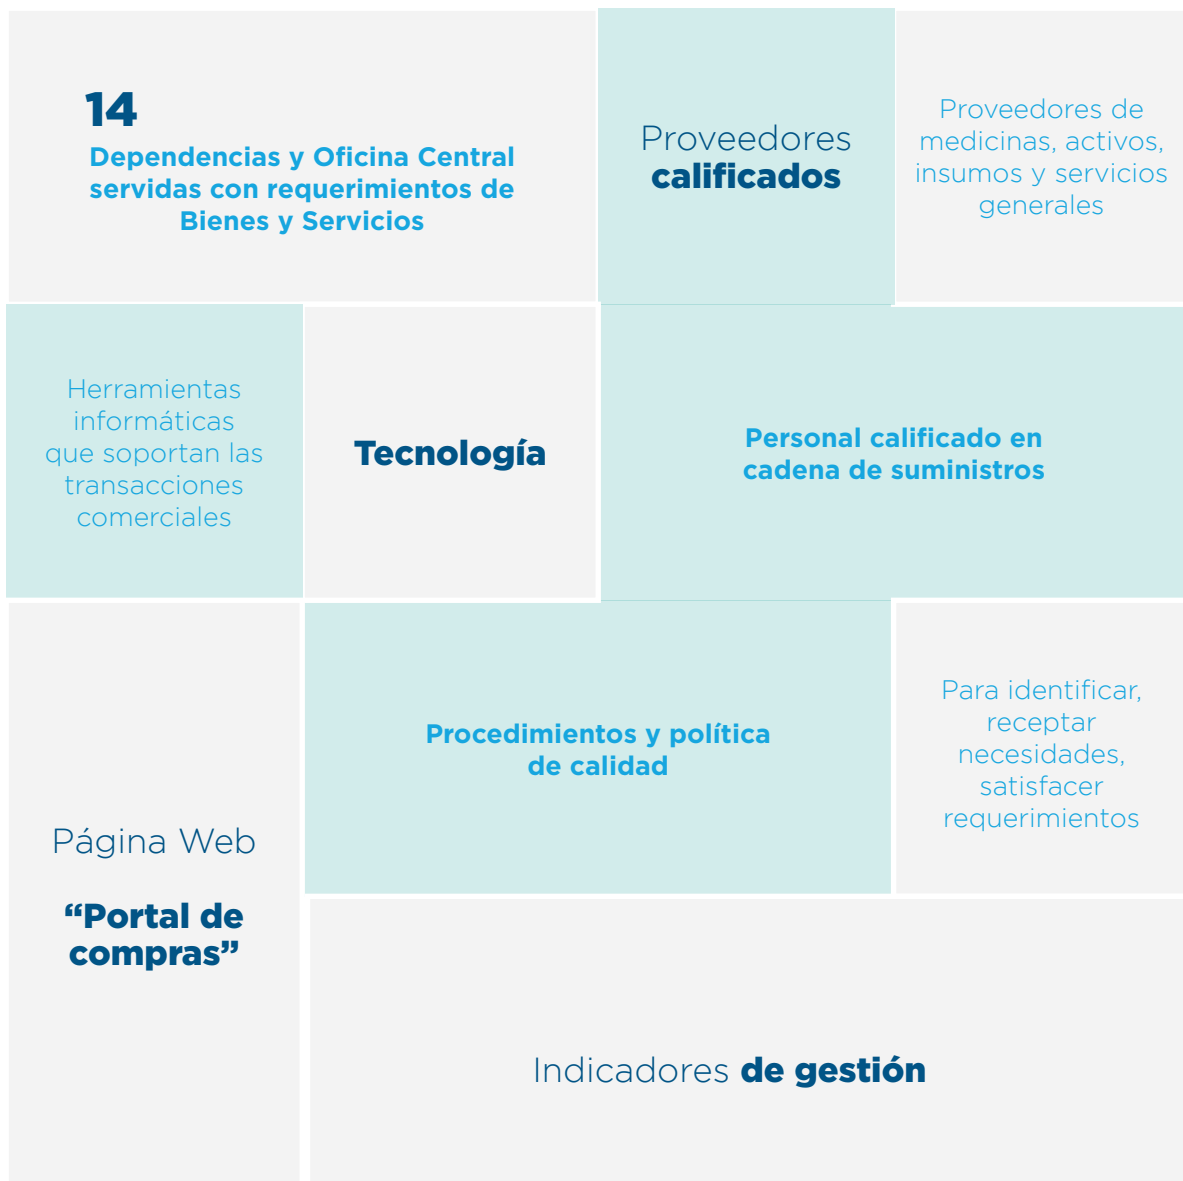 14
Dependencias y Oficina Central
servidas con requerimientos de
Bienes y Servicios
Proveedores
calificados
Proveedores de
medicinas, activos,
insumos y servicios
generales
Herramientas
informáticas
que soportan las
transacciones
comerciales
Tecnología
Personal calificado en
cadena de suministros
Página Web
“Portal de
compras”
Procedimientos y política
de calidad
Para identificar,
receptar
necesidades,
satisfacer
requerimientos
Indicadores de gestión